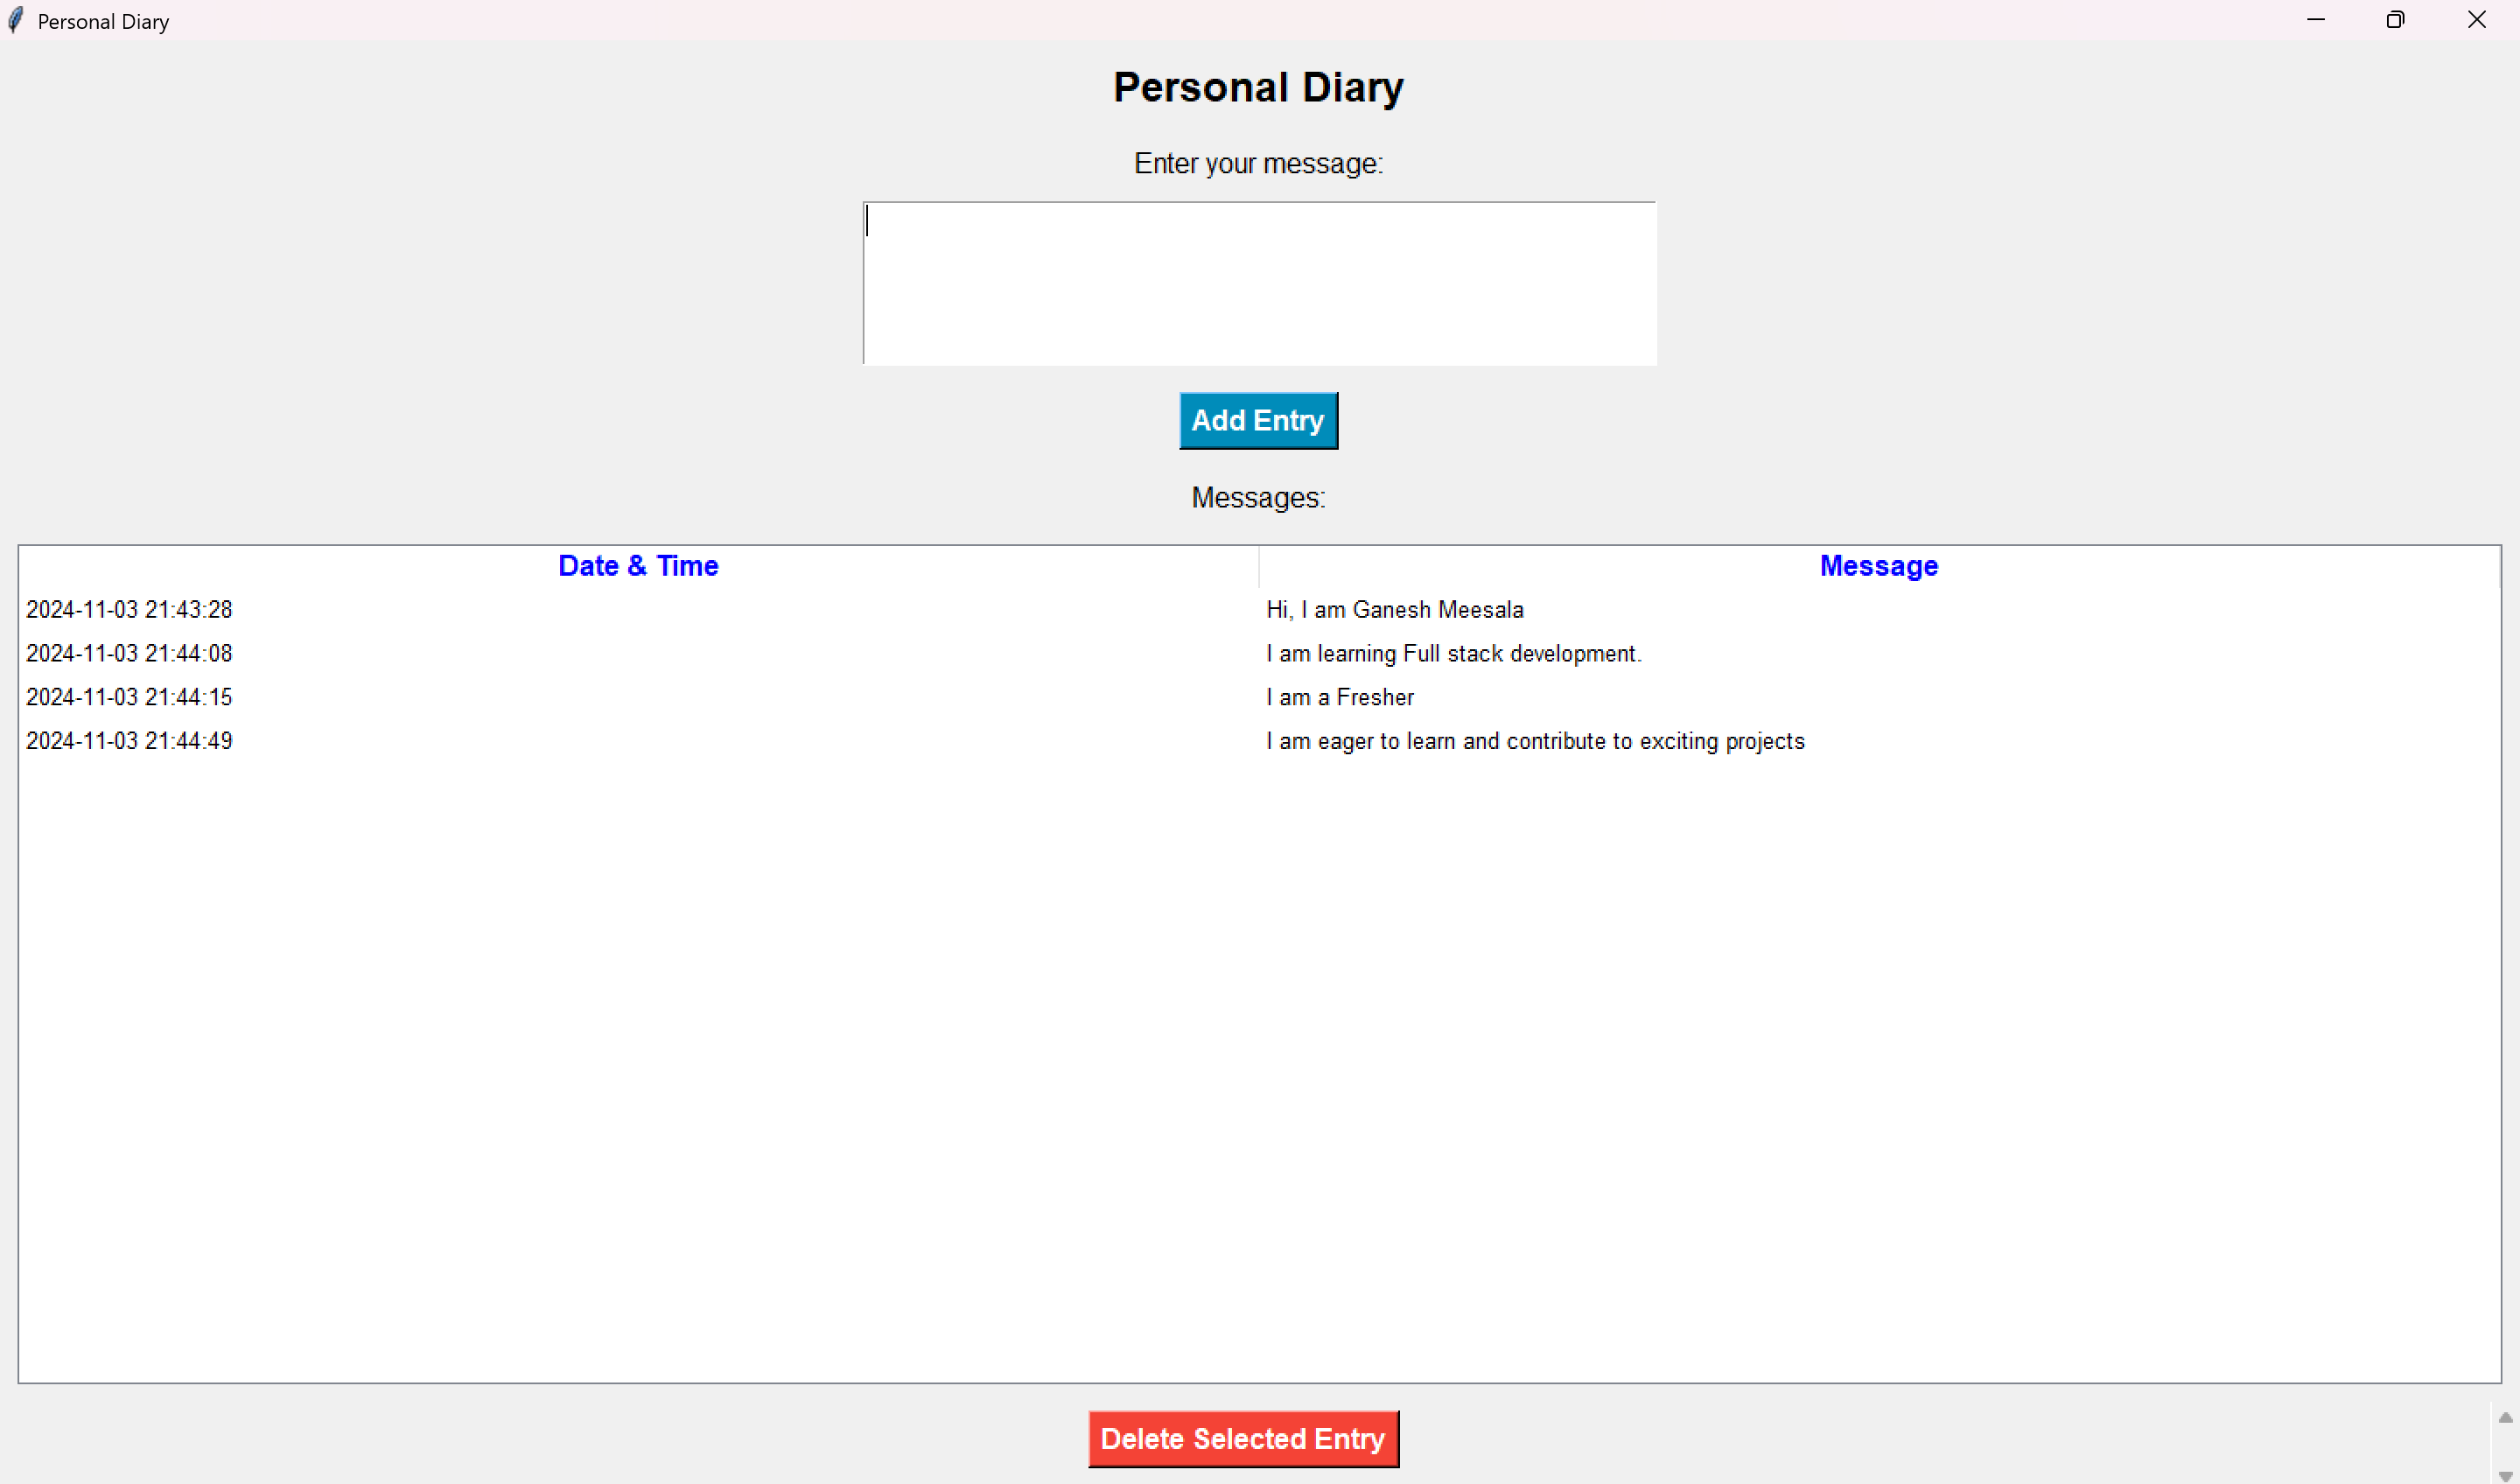 Personal Diary
Personal Diary
Enter your message:
Add Entry
Messages:
Date & Time Message
2024-11-03 21:43:28 Hi, I am Ganesh Meesala
2024-11-03 21:44:08 I am learning Full stack development.
2024-11-03 21:44:15 I am a Fresher
2024-11-03 21:44:49 I am eager to learn and contribute to exciting projects
Delete Selected Entry